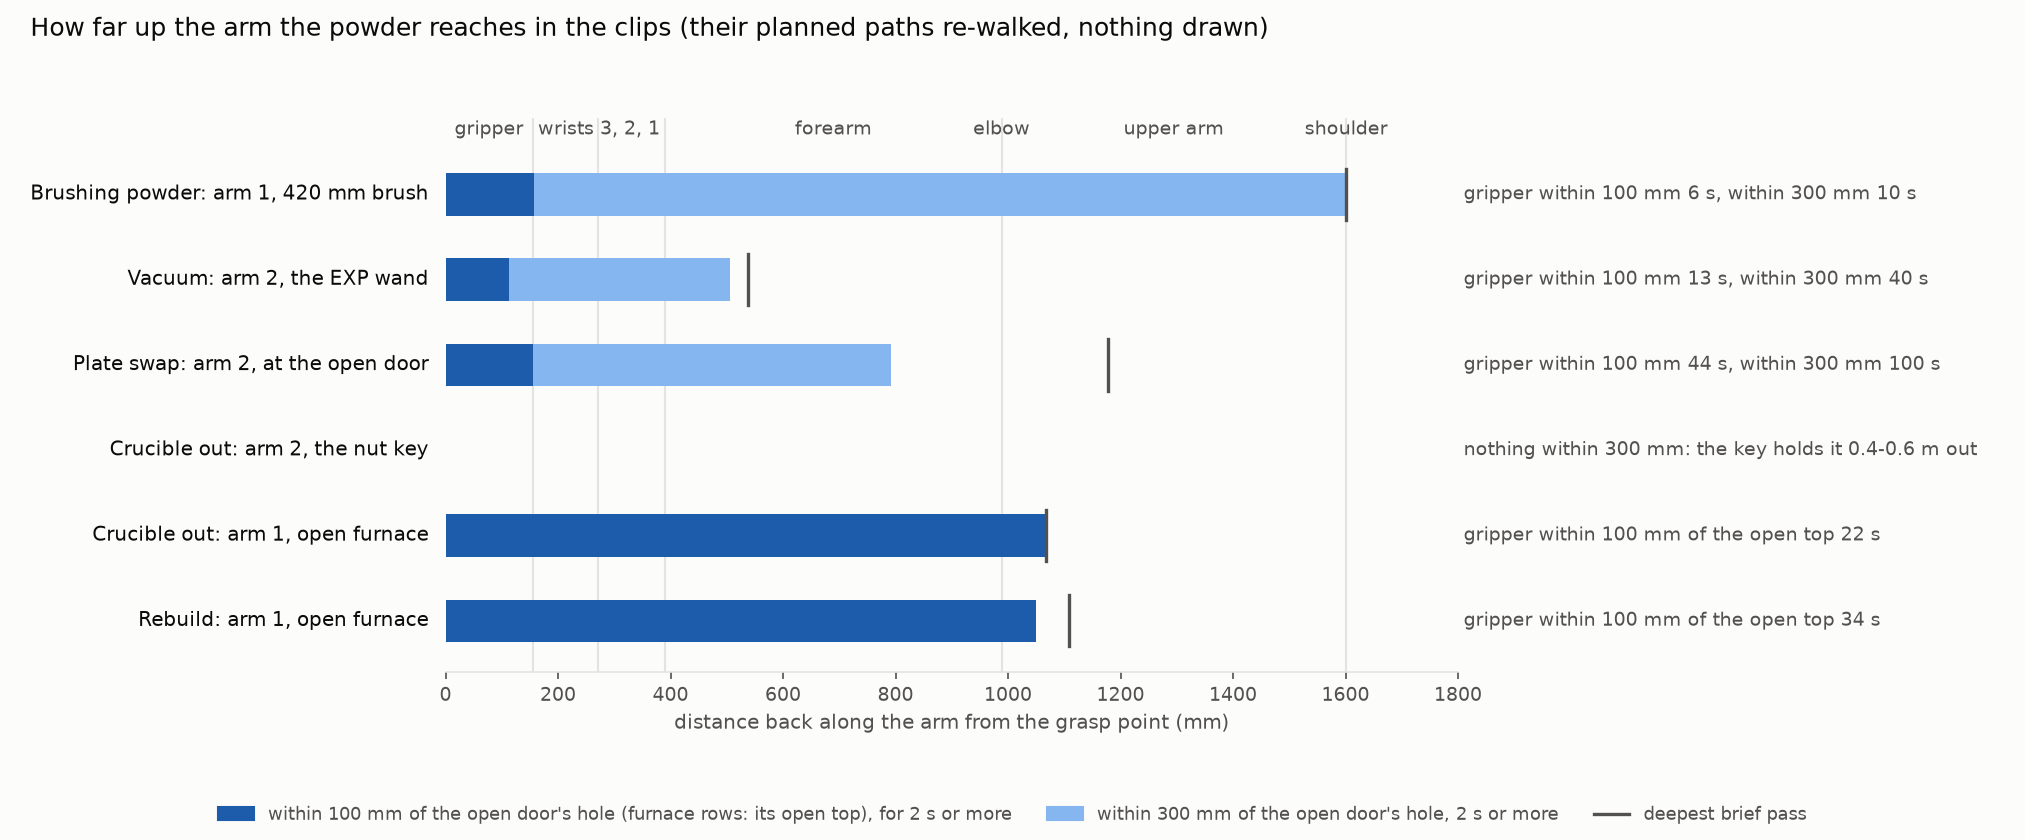 How far up the arm the powder reaches in the clips (their planned paths re-walked, nothing drawn)
gripper wrists 3, 2, 1 forearm elbow upper arm shoulder
Brushing powder: arm 1, 420 mm brush gripper within 100 mm 6 s, within 300 mm 10 s
Vacuum: arm 2, the EXP wand gripper within 100 mm 13 s, within 300 mm 40 s
Plate swap: arm 2, at the open door gripper within 100 mm 44 s, within 300 mm 100 s
Crucible out: arm 2, the nut key nothing within 300 mm: the key holds it 0.4-0.6 m out
Crucible out: arm 1, open furnace gripper within 100 mm of the open top 22 s
Rebuild: arm 1, open furnace gripper within 100 mm of the open top 34 s
0 200 400 600 800 1000 1200 1400 1600 1800
distance back along the arm from the grasp point (mm)
within 100 mm of the open door's hole (furnace rows: its open top), for 2 s or more within 300 mm of the open door's hole, 2 s or more deepest brief pass